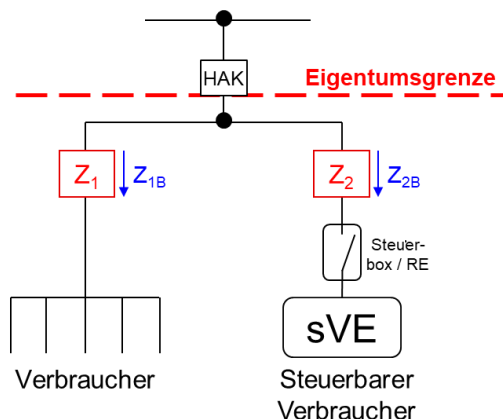 HAK
Eigentumsgrenze
Z1
Z1B
Z2
Z2B
Steuer-
box / RE
sVE
Verbraucher
Steuerbarer
Verbraucher